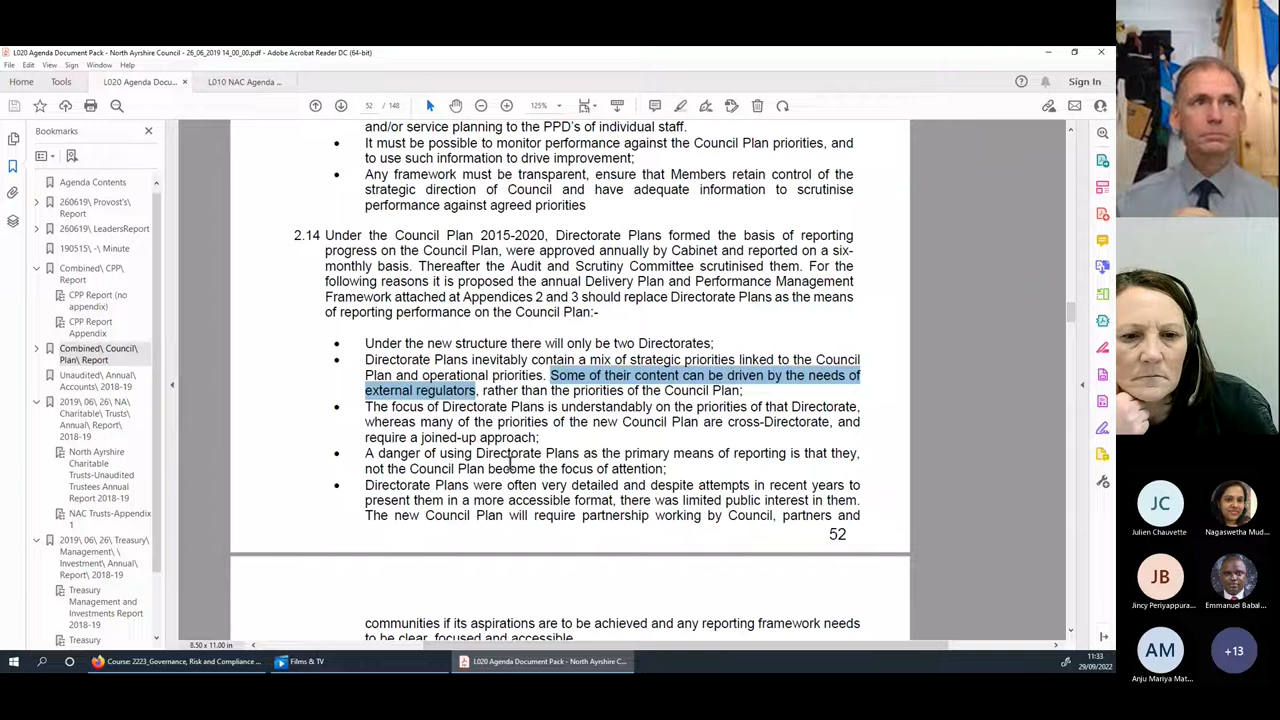 L020 Agenda Document Pack - North Ayrshire Council - 26_06_2019 14_00_00.pdf - Adobe Acrobat Reader DC (64-bit)
File Edit View Sign Window Help
Home Tools L020 Agenda Docu... × L010 NAC Agenda ... Sign In
52 / 148 125%
Bookmarks
Agenda Contents
260619\ Provost's\
Report
260619\ LeadersReport
190515\ -\ Minute
Combined\ CPP\
Report
CPP Report (no
appendix)
CPP Report
Appendix
Combined\ Council\
Plan\ Report
Unaudited\ Annual\
Accounts\ 2018-19
2019\ 06\ 26\ NA\
Charitable\ Trusts\
Annual\ Report\
2018-19
North Ayrshire
Charitable
Trusts-Unaudited
Trustees Annual
Report 2018-19
NAC Trusts-Appendix
1
2019\ 06\ 26\ Treasury\
Management\ \
Investment\ Annual\
Report\ 2018-19
Treasury
Management and
Investments Report
2018-19
Treasury
and/or service planning to the PPD's of individual staff.
• It must be possible to monitor performance against the Council Plan priorities, and
to use such information to drive improvement;
• Any framework must be transparent, ensure that Members retain control of the
strategic direction of Council and have adequate information to scrutinise
performance against agreed priorities
2.14 Under the Council Plan 2015-2020, Directorate Plans formed the basis of reporting
progress on the Council Plan, were approved annually by Cabinet and reported on a six-
monthly basis. Thereafter the Audit and Scrutiny Committee scrutinised them. For the
following reasons it is proposed the annual Delivery Plan and Performance Management
Framework attached at Appendices 2 and 3 should replace Directorate Plans as the means
of reporting performance on the Council Plan:-
• Under the new structure there will only be two Directorates;
• Directorate Plans inevitably contain a mix of strategic priorities linked to the Council
Plan and operational priorities. Some of their content can be driven by the needs of
external regulators, rather than the priorities of the Council Plan;
• The focus of Directorate Plans is understandably on the priorities of that Directorate,
whereas many of the priorities of the new Council Plan are cross-Directorate, and
require a joined-up approach;
• A danger of using Directorate Plans as the primary means of reporting is that they,
not the Council Plan become the focus of attention;
• Directorate Plans were often very detailed and despite attempts in recent years to
present them in a more accessible format, there was limited public interest in them.
The new Council Plan will require partnership working by Council, partners and
52
communities if its aspirations are to be achieved and any reporting framework needs
to be clear, focused and accessible
8.50 x 11.00 in
Course: 2223_Governance, Risk and Compliance ... Films & TV L020 Agenda Document Pack - North Ayrshire C...
11:33
29/09/2022
JC
Julien Chauvette
Nagaswetha Mud...
JB
Jincy Periyappura...
Emmanuel Babal...
AM
Anju Mariya Mat...
+13